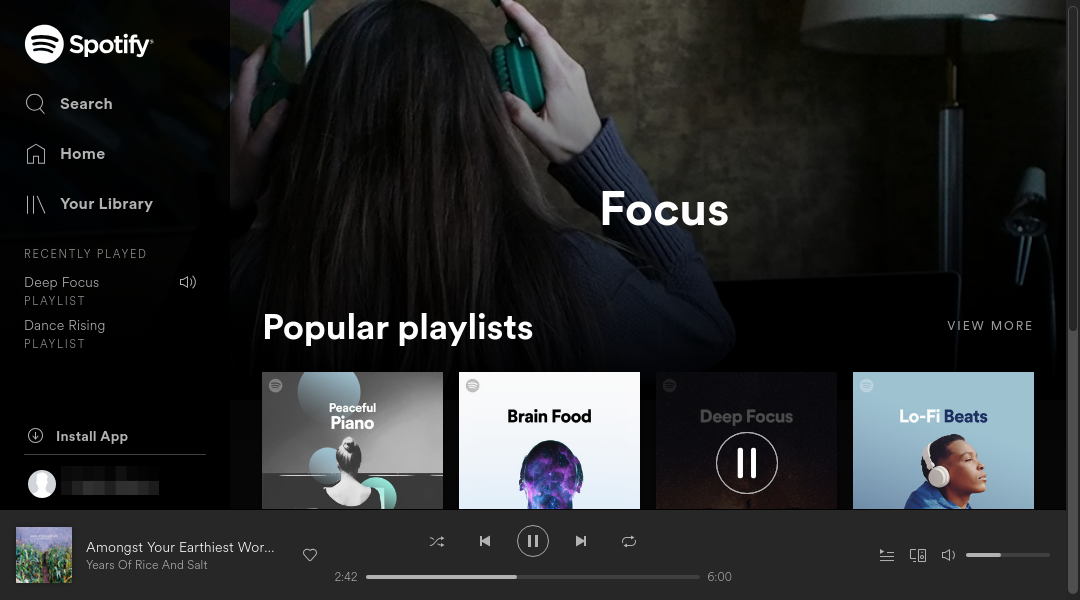 Spotify
Search
Home
Your Library
RECENTLY PLAYED
Deep Focus
PLAYLIST
Dance Rising
PLAYLIST
Install App
Focus
Popular playlists
VIEW MORE
Peaceful
Piano
Brain Food
Deep Focus
Lo-Fi Beats
Amongst Your Earthiest Wor...
Years Of Rice And Salt
2:42
6:00